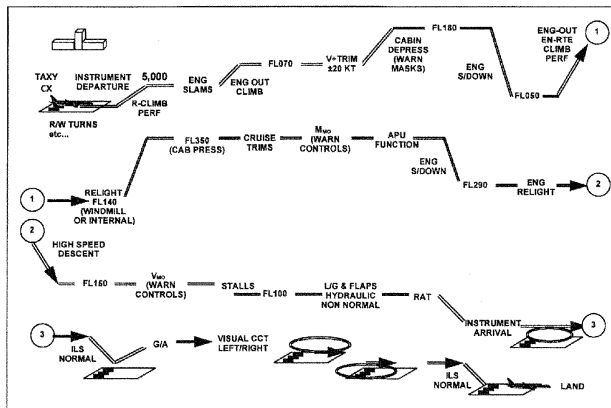 TAXY
CX
INSTRUMENT
DEPARTURE
R/W TURNS
etc...
5,000
R-CLIMB
PERF
ENG
SLAMS
FL070
ENG OUT
CLIMB
V+TRIM
±20 KT
FL180
CABIN
DEPRESS
(WARN
MASKS)
ENG
S/DOWN
FL050
ENG-OUT
EN-RTE
CLIMB
PERF
1
1
RELIGHT
FL140
(WINDMILL
OR INTERNAL)
FL350
(CAB PRESS)
CRUISE
TRIMS
MMO
(WARN
CONTROLS)
APU
FUNCTION
ENG
S/DOWN
FL290
ENG
RELIGHT
2
2
HIGH SPEED
DESCENT
FL150
VMO
(WARN
CONTROLS)
STALLS
FL100
L/G & FLAPS
HYDRAULIC
NON NORMAL
RAT
INSTRUMENT
ARRIVAL
3
3
ILS
NORMAL
G/A
VISUAL CCT
LEFT/RIGHT
ILS
NORMAL
LAND